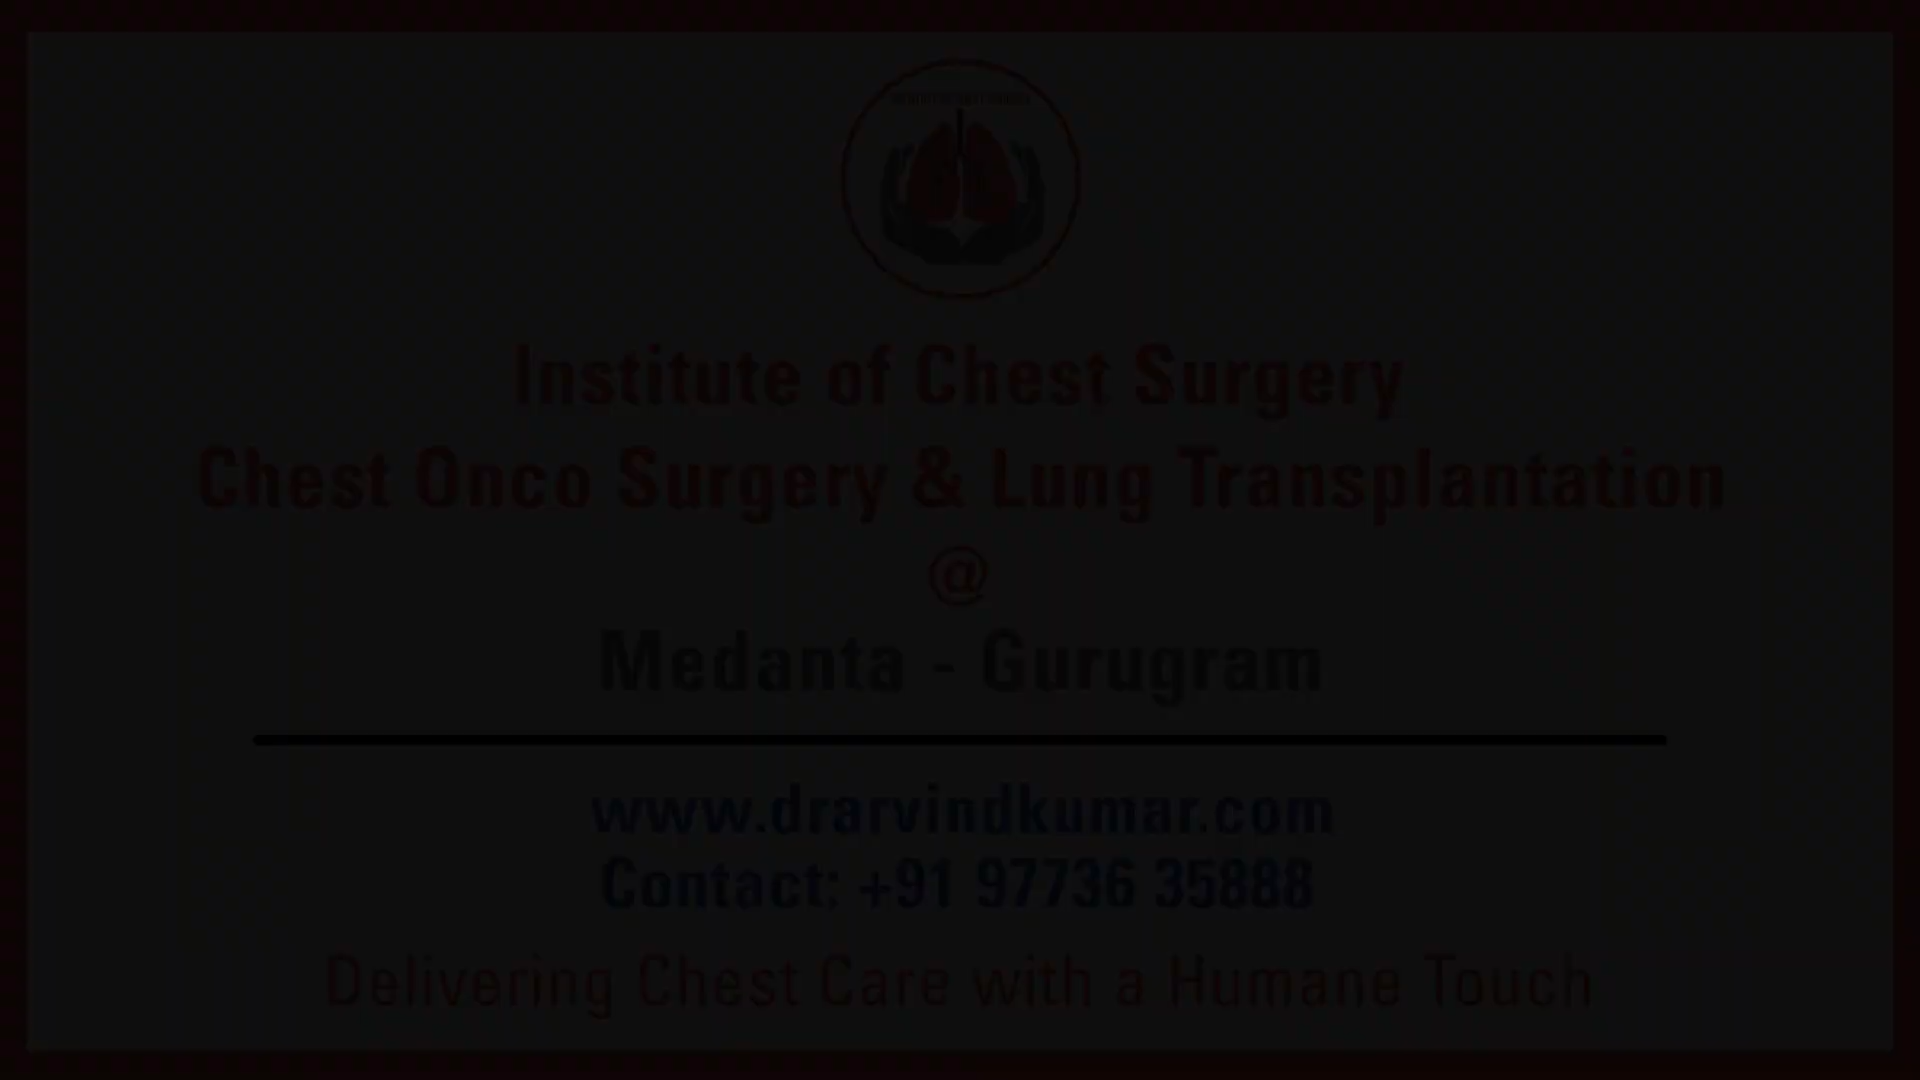 Institute of Chest Surgery
Chest Onco Surgery & Lung Transplantation
@
Medanta - Gurugram
www.drarvindkumar.com
Contact: +91 97736 35888
Delivering Chest Care with a Humane Touch